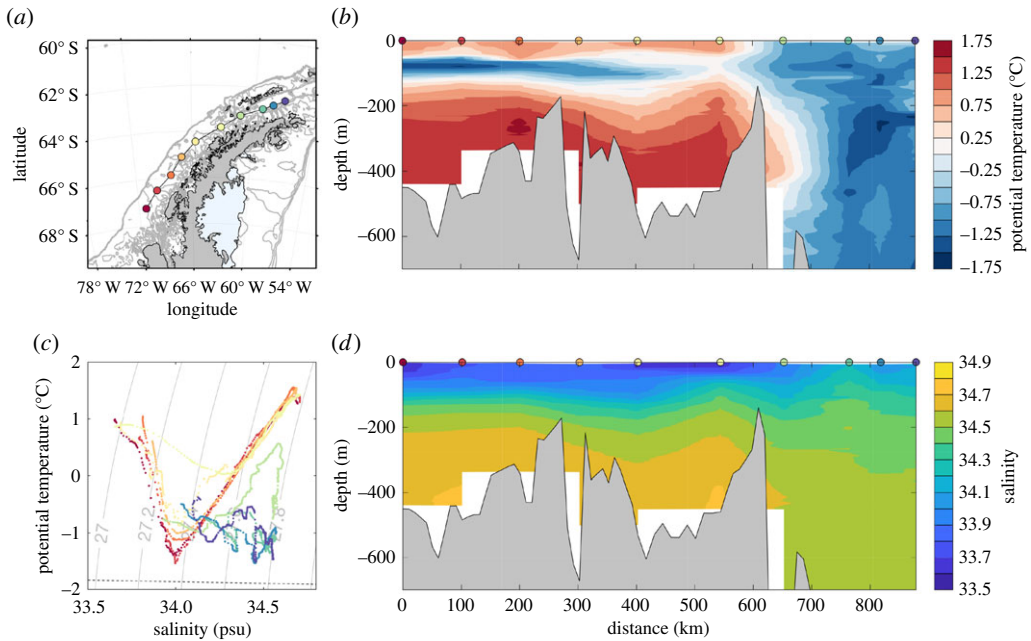 (a)
60° S
62° S
64° S
66° S
68° S
latitude
78° W 72° W 66° W 60° W 54° W
longitude
(b)
0
−200
−400
−600
depth (m)
1.75
1.25
0.75
0.25
−0.25
−0.75
−1.25
−1.75
potential temperature (°C)
(c)
2
1
0
−1
−2
potential temperature (°C)
27
27.2
33.5 34.0 34.5
salinity (psu)
(d)
0
−200
−400
−600
depth (m)
0 100 200 300 400 500 600 700 800
distance (km)
34.9
34.7
34.5
34.3
34.1
33.9
33.7
33.5
salinity